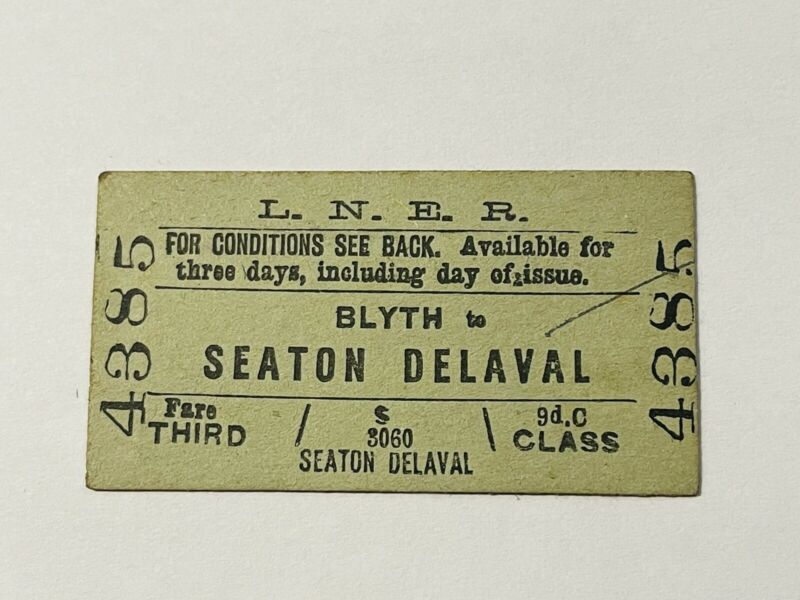 L. N. E. R.
FOR CONDITIONS SEE BACK. Available for
three days, including day of issue.
BLYTH to
SEATON DELAVAL
Fare / S \ 9d.C
THIRD 3060 CLASS
SEATON DELAVAL
4385
4385